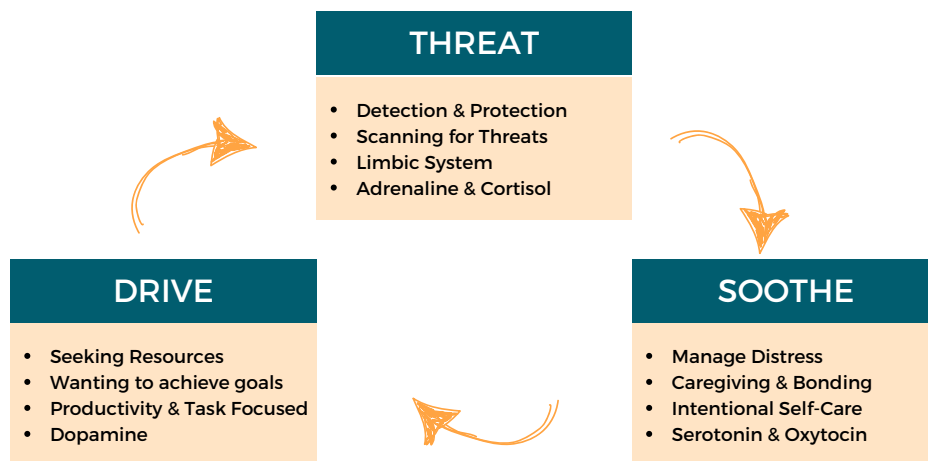 THREAT
• Detection & Protection
• Scanning for Threats
• Limbic System
• Adrenaline & Cortisol
DRIVE
• Seeking Resources
• Wanting to achieve goals
• Productivity & Task Focused
• Dopamine
SOOTHE
• Manage Distress
• Caregiving & Bonding
• Intentional Self-Care
• Serotonin & Oxytocin